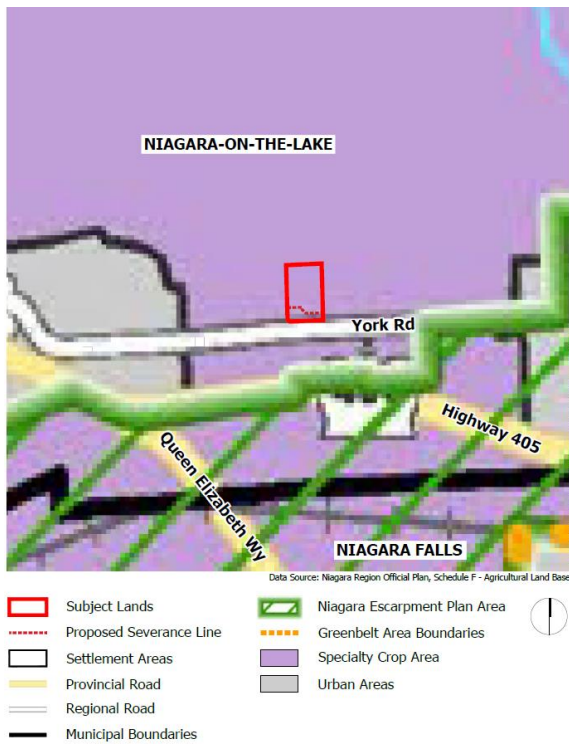 NIAGARA-ON-THE-LAKE
York Rd
Highway 405
Queen Elizabeth Wy
NIAGARA FALLS
Data Source: Niagara Region Official Plan, Schedule F - Agricultural Land Base
Subject Lands
Proposed Severance Line
Settlement Areas
Provincial Road
Regional Road
Municipal Boundaries
Niagara Escarpment Plan Area
Greenbelt Area Boundaries
Specialty Crop Area
Urban Areas